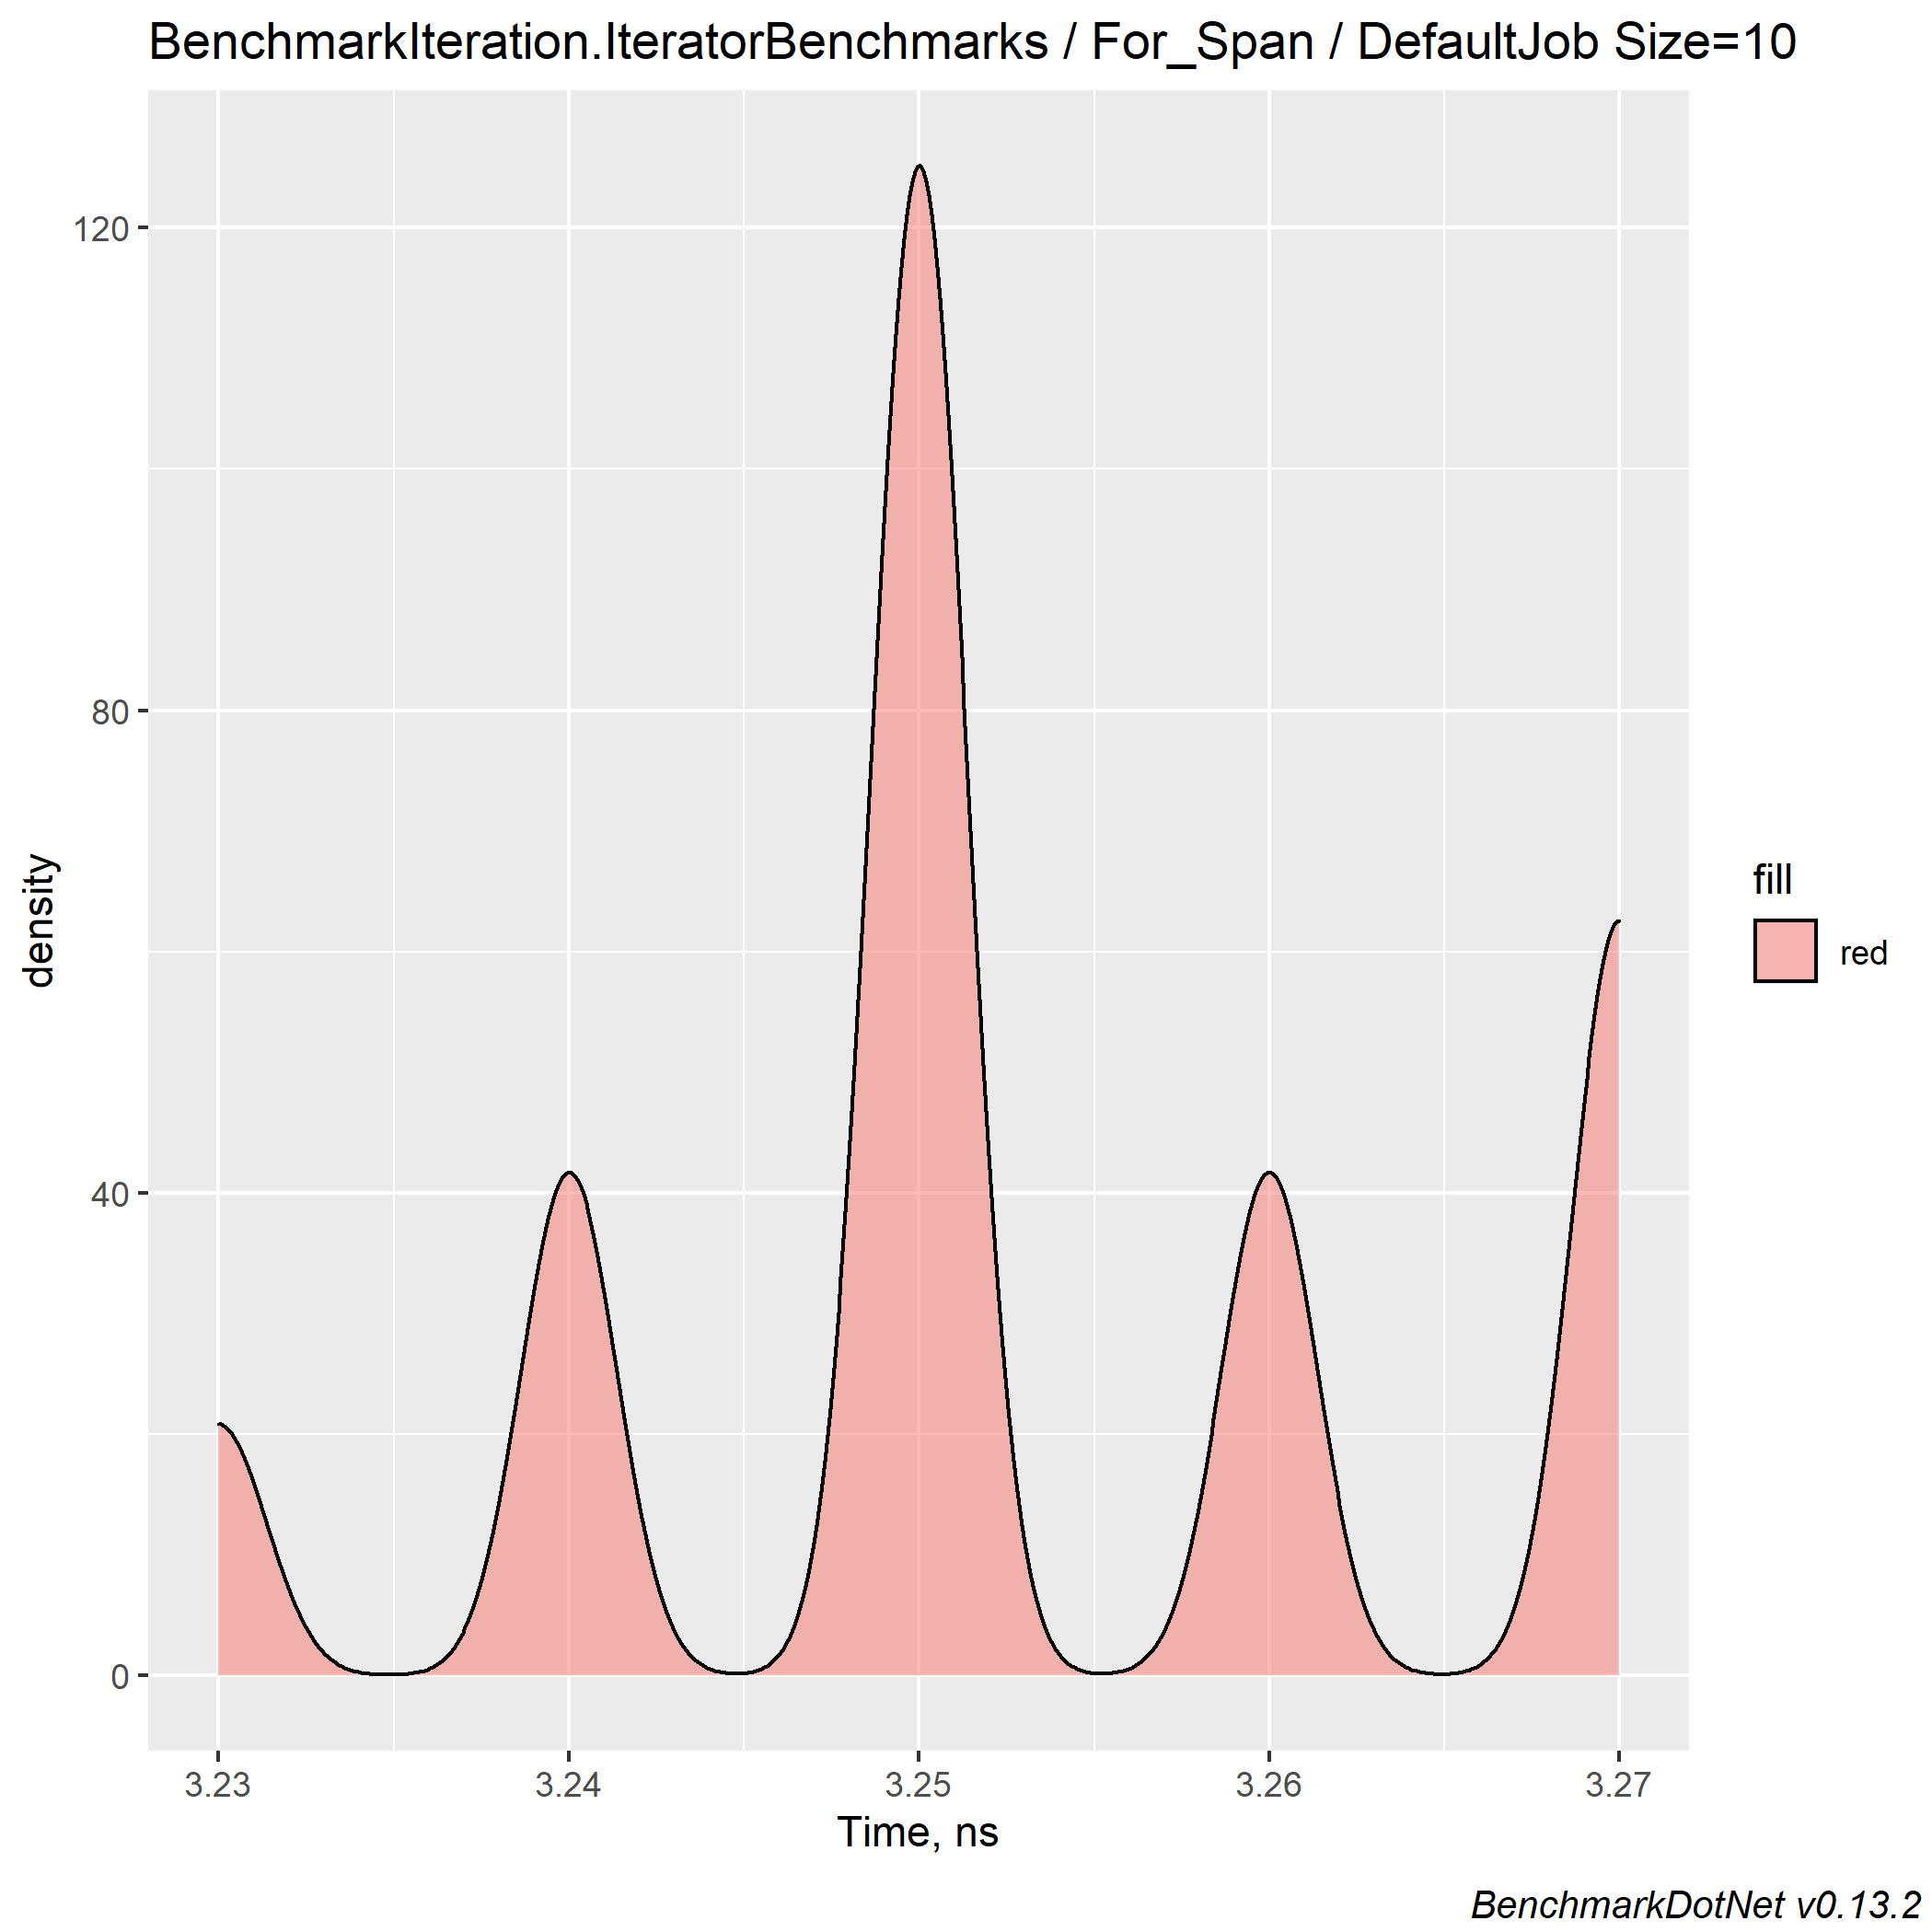 BenchmarkIteration.IteratorBenchmarks / For_Span / DefaultJob Size=10
120
80
40
0
density
3.23 3.24 3.25 3.26 3.27
Time, ns
fill
red
BenchmarkDotNet v0.13.2